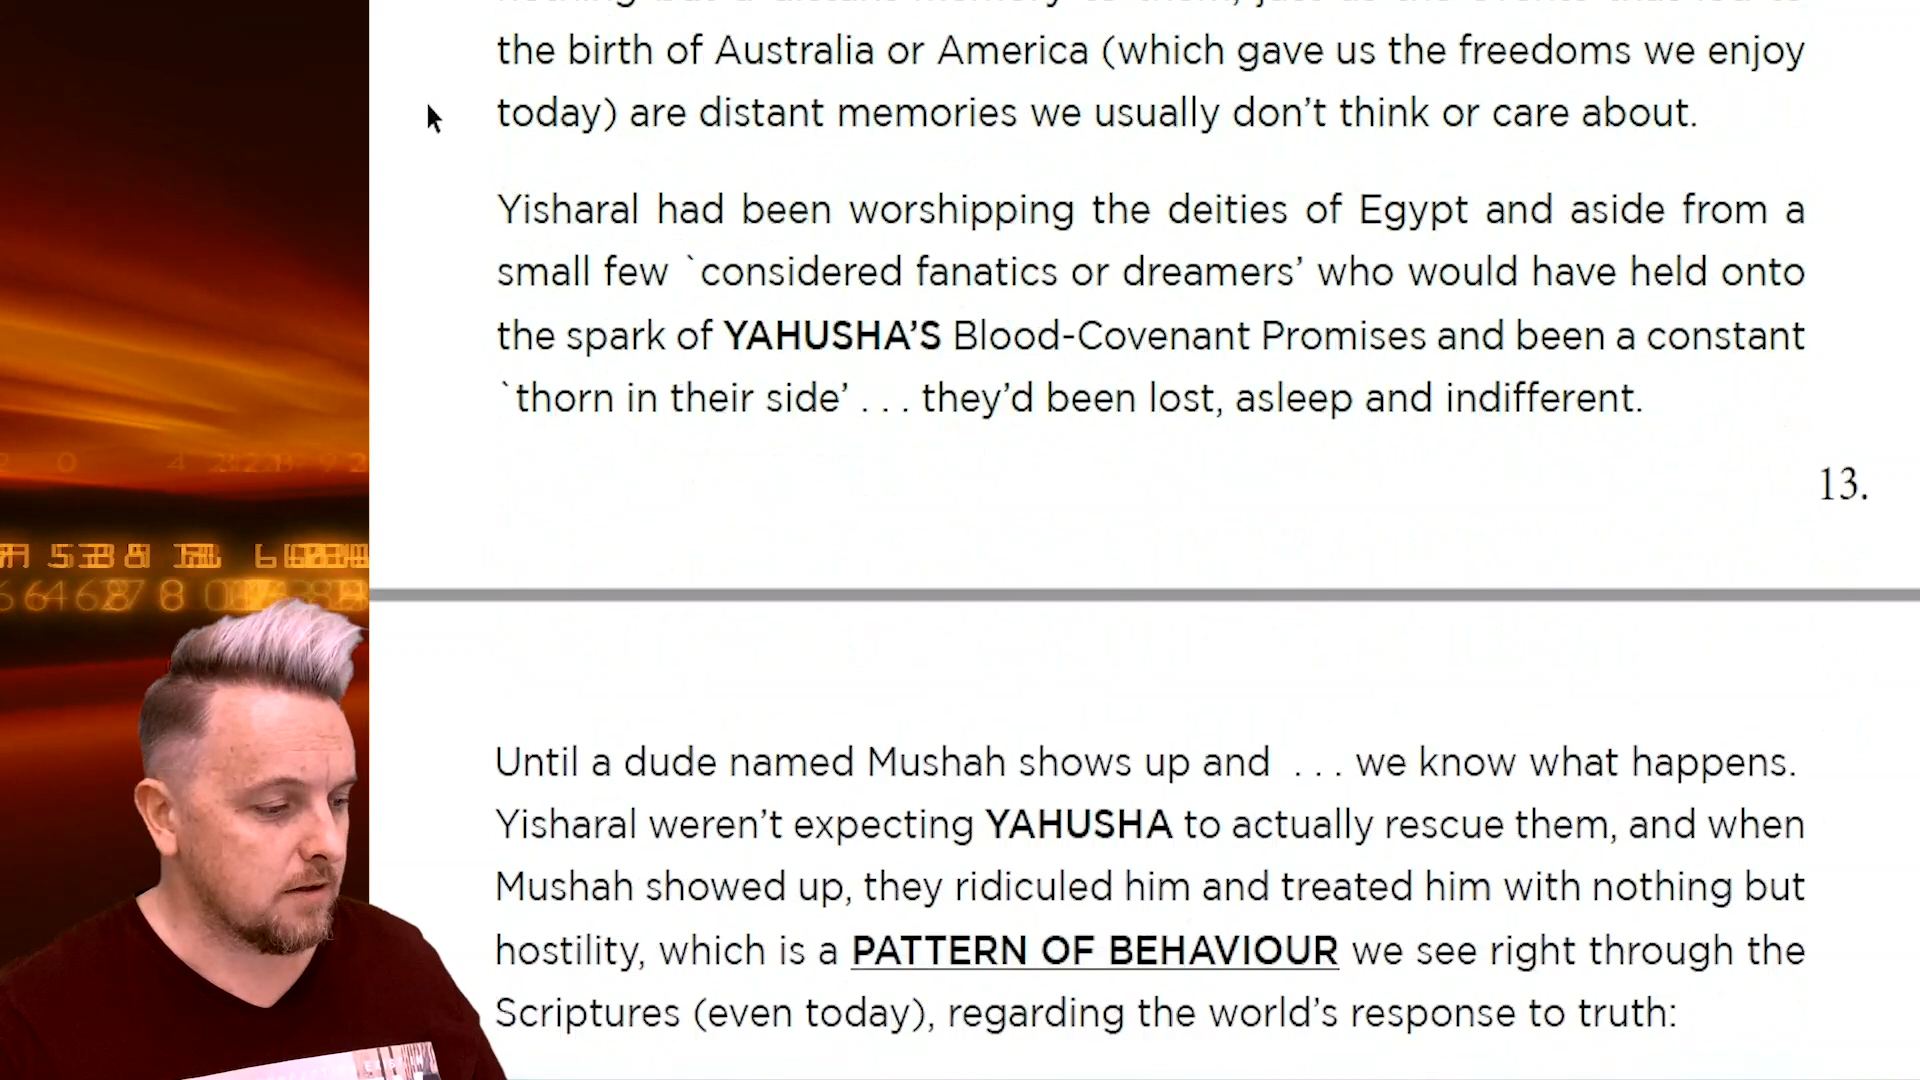 the birth of Australia or America (which gave us the freedoms we enjoy
today) are distant memories we usually don’t think or care about.
Yisharal had been worshipping the deities of Egypt and aside from a
small few `considered fanatics or dreamers’ who would have held onto
the spark of YAHUSHA’S Blood-Covenant Promises and been a constant
`thorn in their side’ . . . they’d been lost, asleep and indifferent.
13.
Until a dude named Mushah shows up and . . . we know what happens.
Yisharal weren’t expecting YAHUSHA to actually rescue them, and when
Mushah showed up, they ridiculed him and treated him with nothing but
hostility, which is a PATTERN OF BEHAVIOUR we see right through the
Scriptures (even today), regarding the world’s response to truth: